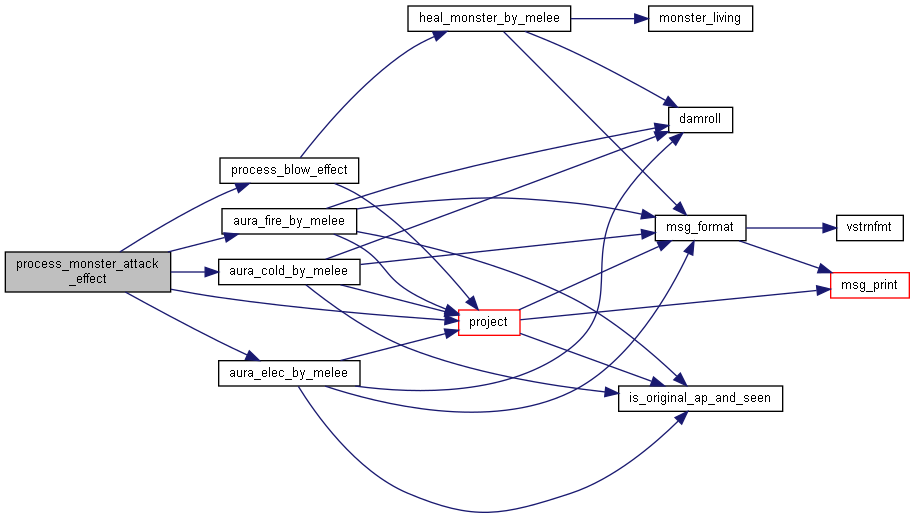 heal_monster_by_melee
monster_living
damroll
process_blow_effect
aura_fire_by_melee
msg_format
vstrnfmt
process_monster_attack
_effect
aura_cold_by_melee
msg_print
project
aura_elec_by_melee
is_original_ap_and_seen